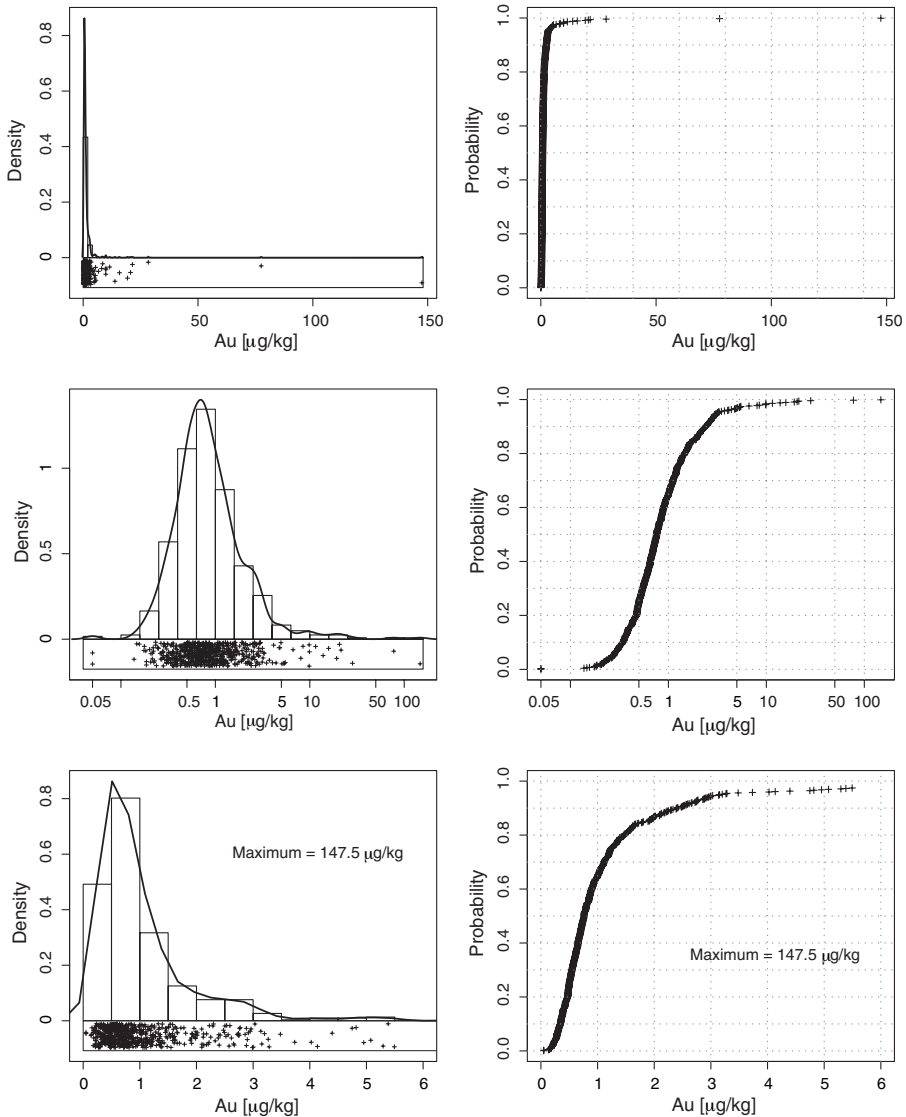 Density
0 0.2 0.4 0.6 0.8
0 50 100 150
Au [μg/kg]
Probability
0.0 0.2 0.4 0.6 0.8 1.0
0 50 100 150
Au [μg/kg]
Density
0 0.5 1
0.05 0.5 1 5 10 50 100
Au [μg/kg]
Probability
0.0 0.2 0.4 0.6 0.8 1.0
0.05 0.5 1 5 10 50 100
Au [μg/kg]
Density
0 0.2 0.4 0.6 0.8
Maximum = 147.5 μg/kg
0 1 2 3 4 5 6
Au [μg/kg]
Probability
0.0 0.2 0.4 0.6 0.8 1.0
Maximum = 147.5 μg/kg
0 1 2 3 4 5 6
Au [μg/kg]